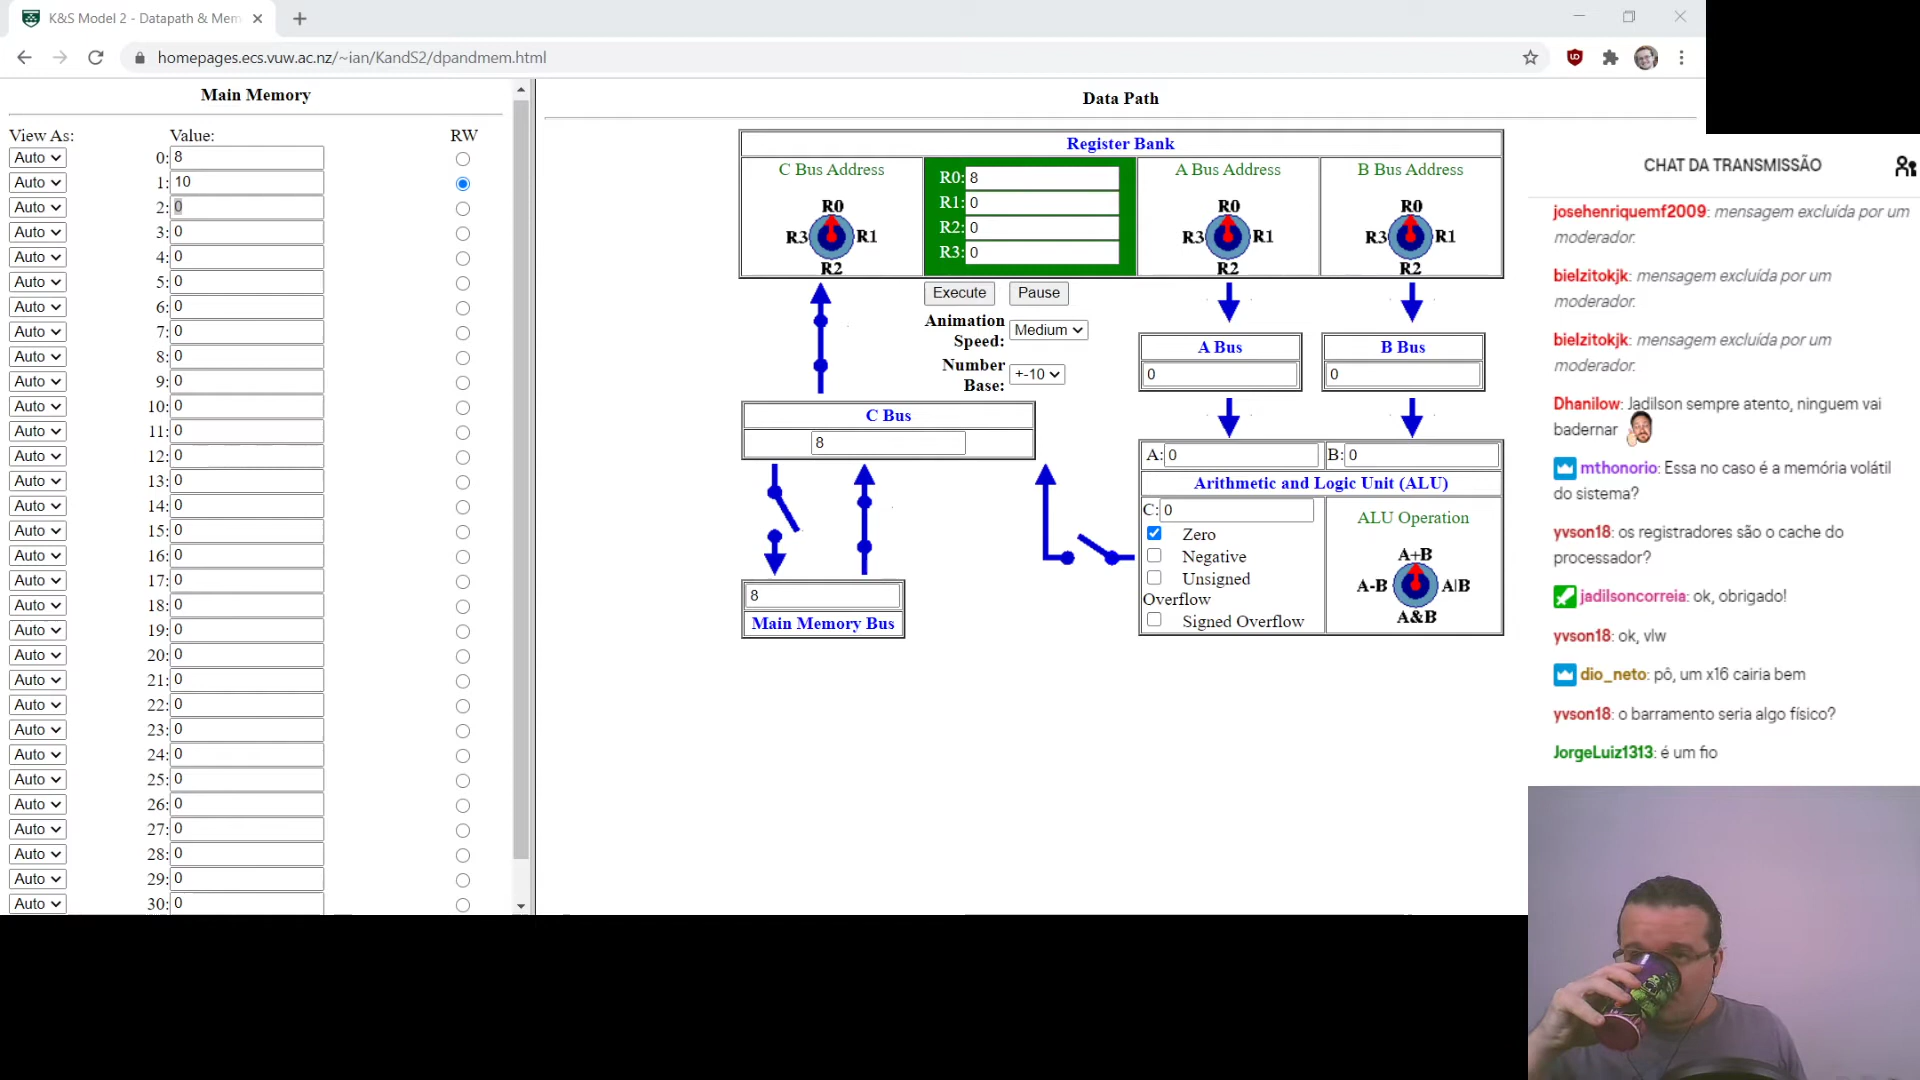 K&S Model 2 - Datapath & Mem
homepages.ecs.vuw.ac.nz/~ian/KandS2/dpandmem.html
Main Memory
View As: Value: RW
Auto 0: 8
Auto 1: 10
Auto 2: 0
Auto 3: 0
Auto 4: 0
Auto 5: 0
Auto 6: 0
Auto 7: 0
Auto 8: 0
Auto 9: 0
Auto 10: 0
Auto 11: 0
Auto 12: 0
Auto 13: 0
Auto 14: 0
Auto 15: 0
Auto 16: 0
Auto 17: 0
Auto 18: 0
Auto 19: 0
Auto 20: 0
Auto 21: 0
Auto 22: 0
Auto 23: 0
Auto 24: 0
Auto 25: 0
Auto 26: 0
Auto 27: 0
Auto 28: 0
Auto 29: 0
Auto 30: 0
Data Path
Register Bank
C Bus Address
R0
R3 R1
R2
R0: 8
R1: 0
R2: 0
R3: 0
A Bus Address
R0
R3 R1
R2
B Bus Address
R0
R3 R1
R2
Execute Pause
Animation
Speed: Medium
Number
Base: +-10
A Bus
0
B Bus
0
C Bus
8
8
Main Memory Bus
A: 0 B: 0
Arithmetic and Logic Unit (ALU)
C: 0
Zero
Negative
Unsigned
Overflow
Signed Overflow
ALU Operation
A+B
A-B A|B
A&B
CHAT DA TRANSMISSÃO
josehenriquemf2009: mensagem excluída por um
moderador.
bielzitokjk: mensagem excluída por um
moderador.
bielzitokjk: mensagem excluída por um
moderador.
Dhanilow: Jadilson sempre atento, ninguem vai
badernar
mthonorio: Essa no caso é a memória volátil
do sistema?
yvson18: os registradores são o cache do
processador?
jadilsoncorreia: ok, obrigado!
yvson18: ok, vlw
dio_neto: pô, um x16 cairia bem
yvson18: o barramento seria algo físico?
JorgeLuiz1313: é um fio